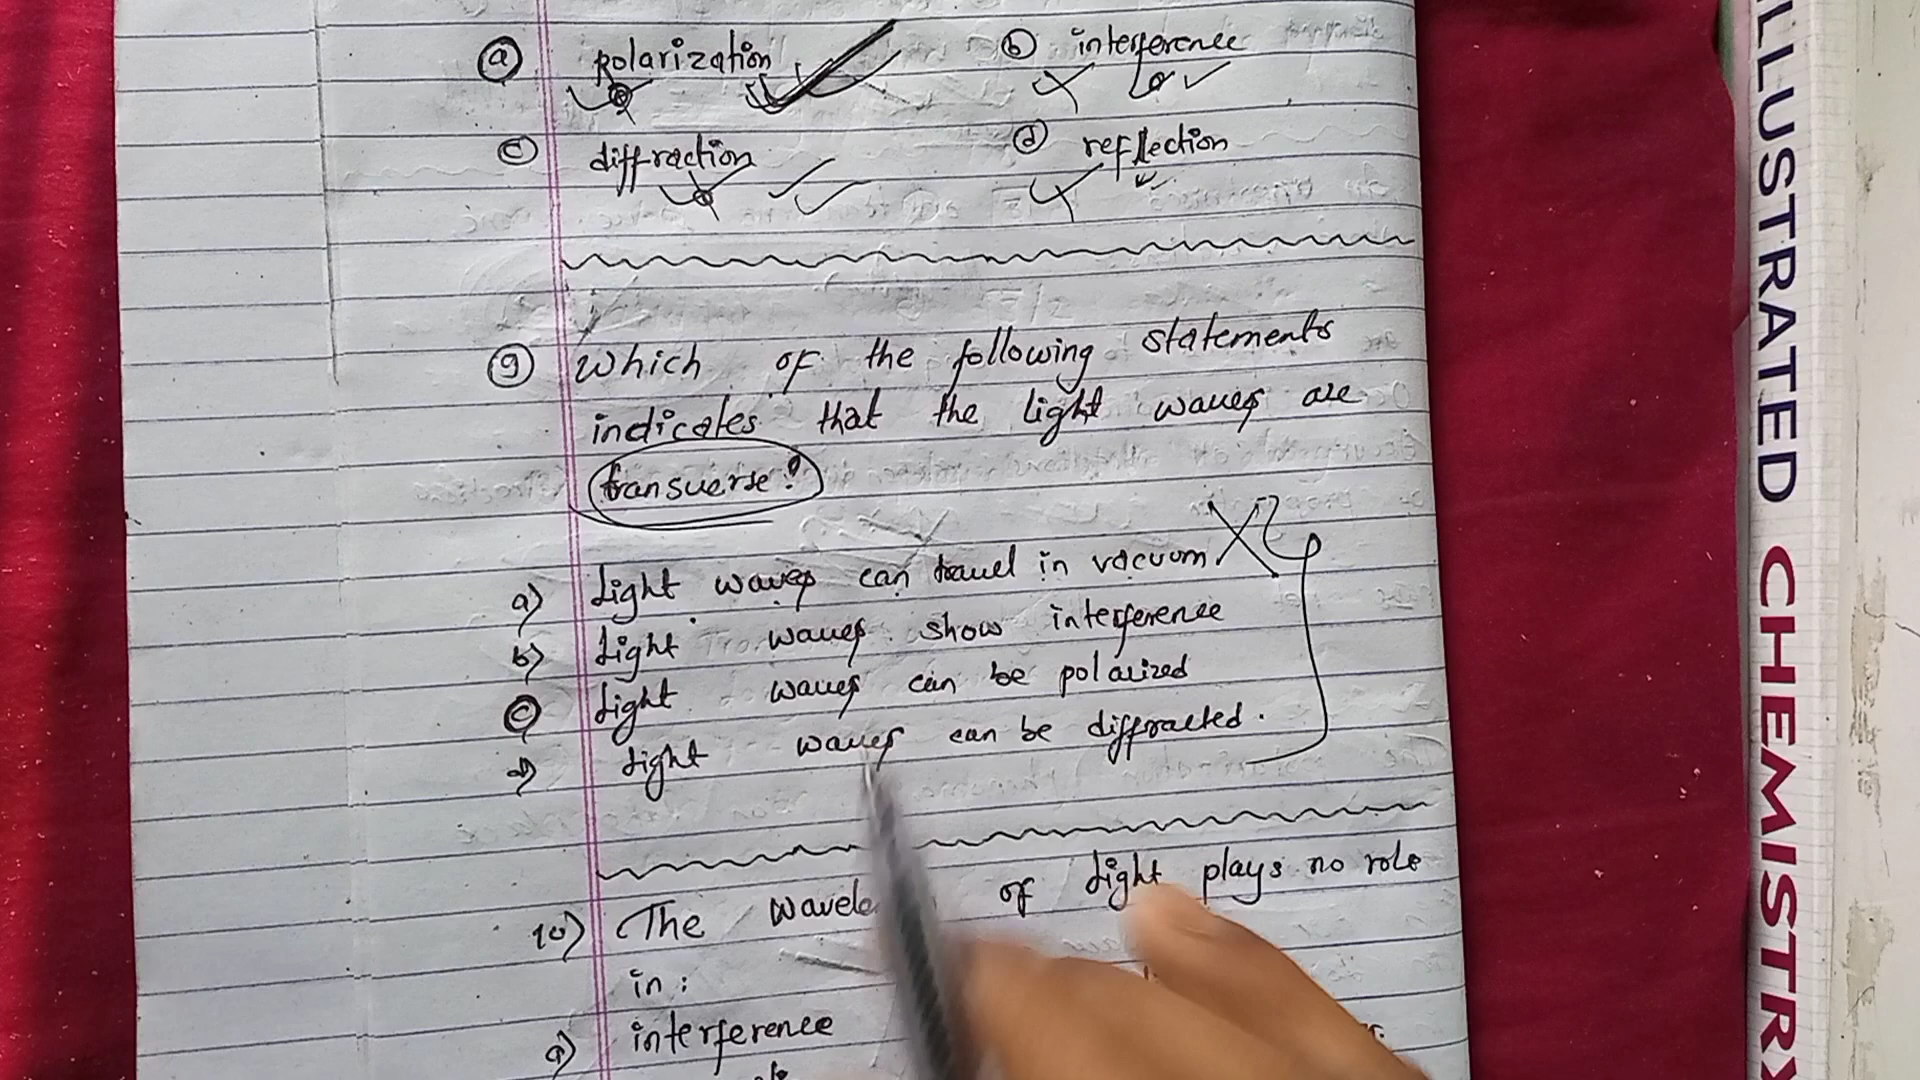 a polarization b interference
c diffraction d reflection
9 Which of the following statements
indicates that the light waves are
transverse?
a) Light waves can travel in vacuum.
b) Light waves show interference
c Light waves can be polarized
d) Light waves can be diffracted.
10) The of Light plays no role
in :
a) interference
ILLUSTRATED CHEMISTRY